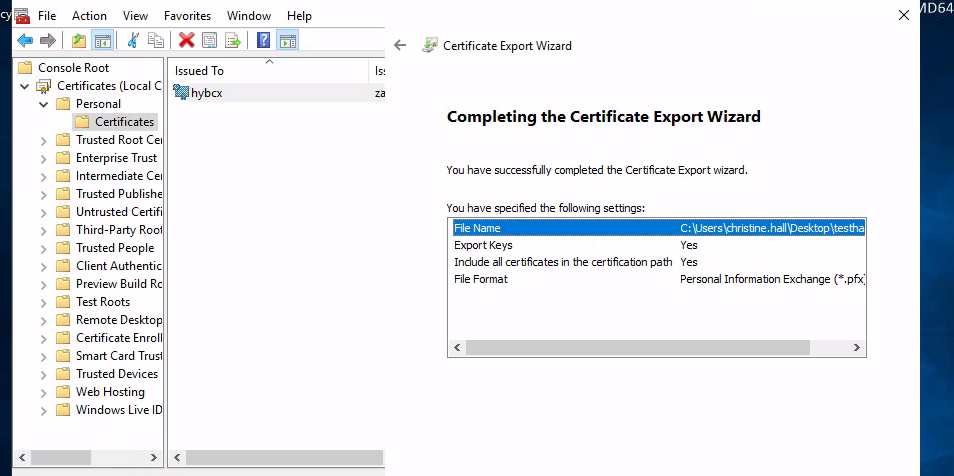 cy
MD64
File Action View Favorites Window Help
Certificate Export Wizard
Console Root
Certificates (Local C
Personal
Certificates
Trusted Root Cer
Enterprise Trust
Intermediate Cer
Trusted Publishe
Untrusted Certifi
Third-Party Root
Trusted People
Client Authentic
Preview Build Ro
Test Roots
Remote Desktop
Certificate Enroll
Smart Card Trust
Trusted Devices
Web Hosting
Windows Live ID
Issued To Iss
hybcx za
Completing the Certificate Export Wizard
You have successfully completed the Certificate Export wizard.
You have specified the following settings:
File Name C:\Users\christine.hall\Desktop\testha
Export Keys Yes
Include all certificates in the certification path Yes
File Format Personal Information Exchange (*.pfx)